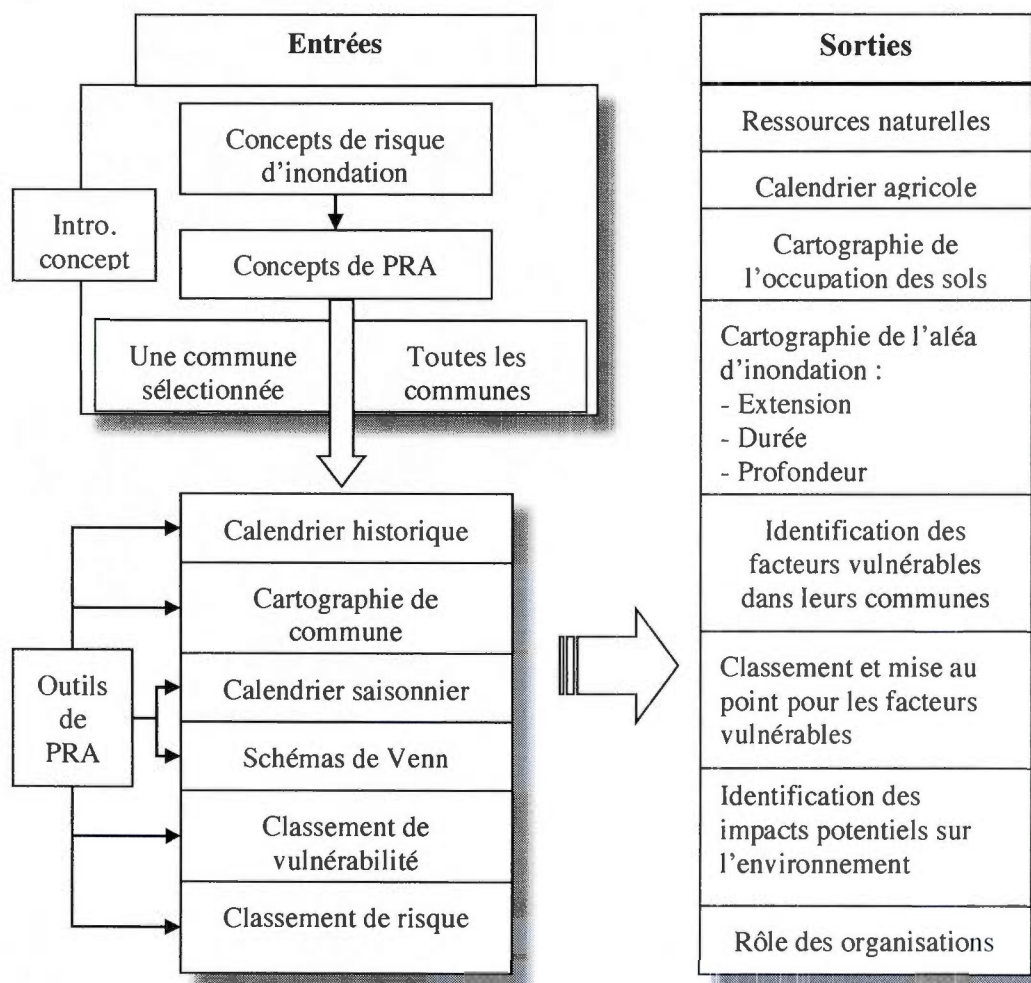 Entrées
Concepts de risque
d'inondation
Intro.
concept
Concepts de PRA
Une commune
sélectionnée
Toutes les
communes
Outils
de
PRA
Calendrier historique
Cartographie de
commune
Calendrier saisonnier
Schémas de Venn
Classement de
vulnérabilité
Classement de risque
Sorties
Ressources naturelles
Calendrier agricole
Cartographie de
l'occupation des sols
Cartographie de l'aléa
d'inondation :
- Extension
- Durée
- Profondeur
Identification des
facteurs vulnérables
dans leurs communes
Classement et mise au
point pour les facteurs
vulnérables
Identification des
impacts potentiels sur
l'environnement
Rôle des organisations